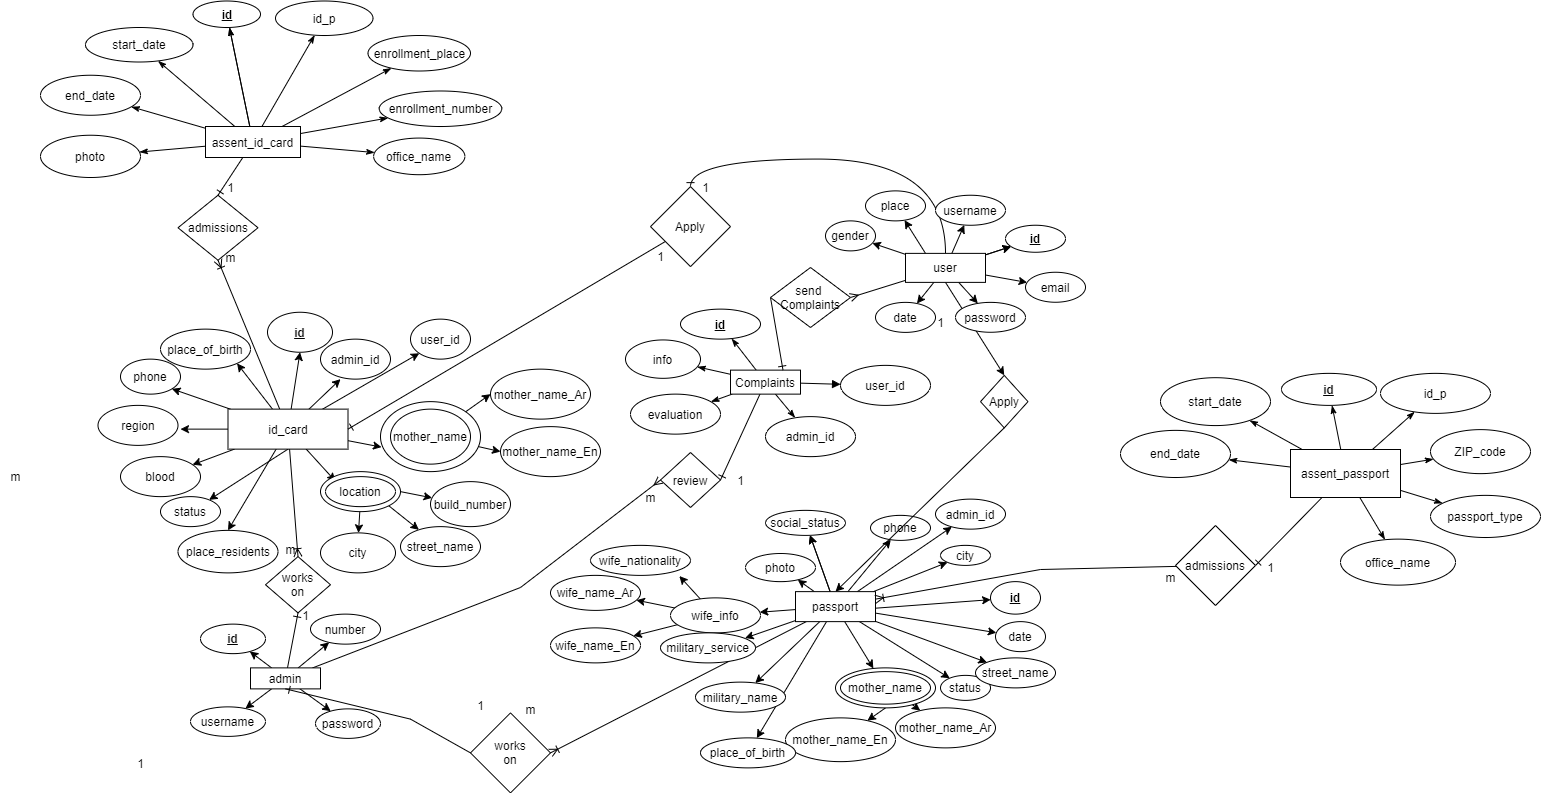 id
id_p
start_date
enrollment_place
end_date
enrollment_number
assent_id_card
photo
office_name
1
admissions
m
1
Apply
1
place
username
gender
id
user
email
send
Complaints
date
1
password
id
info
Complaints
user_id
evaluation
admin_id
id
user_id
place_of_birth
admin_id
phone
mother_name_Ar
region
id_card
mother_name
mother_name_En
blood
location
build_number
status
street_name
place_residents
city
m
m
works
on
1
review
1
m
Apply
id
number
admin
username
password
1
m
works
on
1
social_status
phone
admin_id
wife_nationality
city
photo
wife_name_Ar
id
wife_info
passport
date
wife_name_En
military_service
street_name
military_name
mother_name
status
mother_name_Ar
mother_name_En
place_of_birth
m
admissions
1
id
id_p
start_date
end_date
ZIP_code
assent_passport
passport_type
office_name